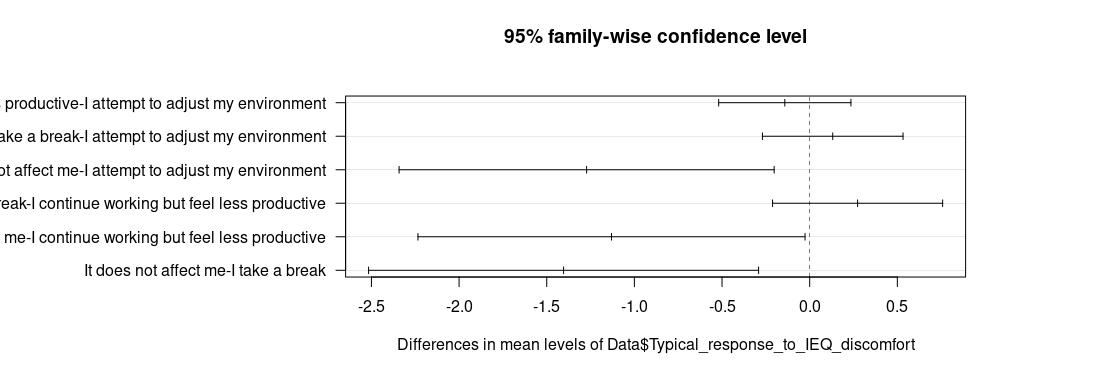 95% family-wise confidence level
productive-I attempt to adjust my environment
a break-I attempt to adjust my environment
affect me-I attempt to adjust my environment
continue working but feel less productive
me-I continue working but feel less productive
It does not affect me-I take a break
-2.5 -2.0 -1.5 -1.0 -0.5 0.0 0.5
Differences in mean levels of Data$Typical_response_to_IEQ_discomfort